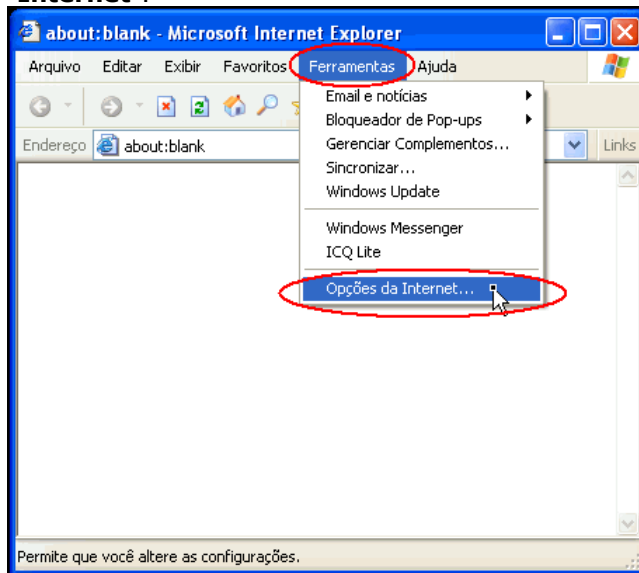 Internet".
about:blank - Microsoft Internet Explorer
Arquivo Editar Exibir Favoritos Ferramentas Ajuda
Email e notícias
Bloqueador de Pop-ups
Endereço about:blank Links
Gerenciar Complementos...
Sincronizar...
Windows Update
Windows Messenger
ICQ Lite
Opções da Internet...
Permite que você altere as configurações.